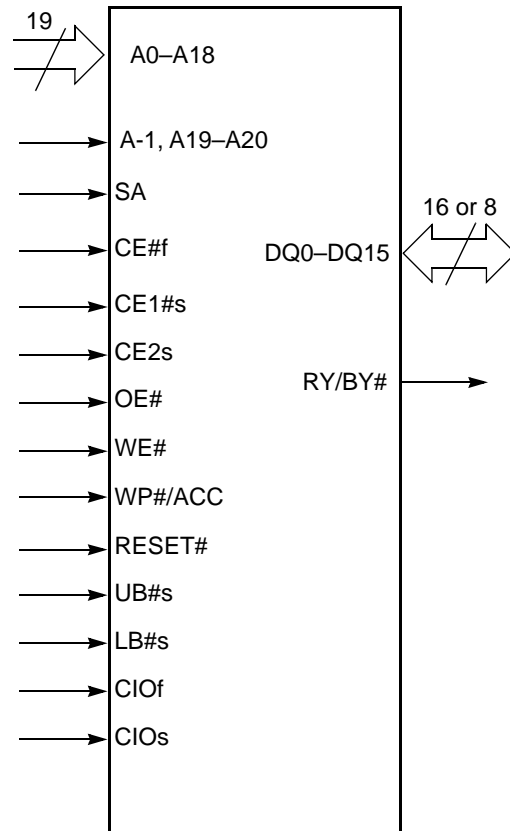 19
A0–A18
A-1, A19–A20
SA
16 or 8
CE#f
DQ0–DQ15
CE1#s
CE2s
RY/BY#
OE#
WE#
WP#/ACC
RESET#
UB#s
LB#s
CIOf
CIOs